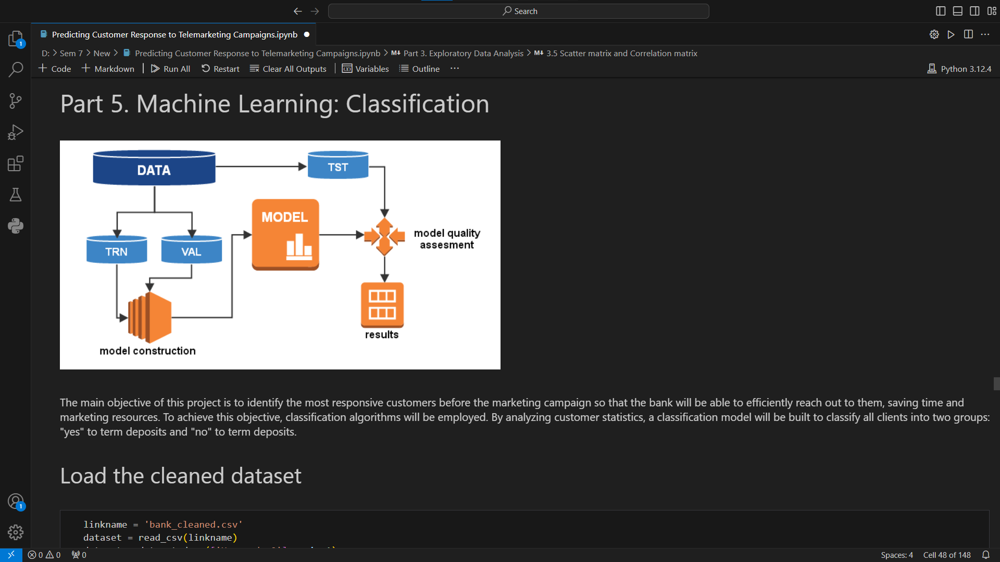 Search
Predicting Customer Response to Telemarketing Campaigns.ipynb
1
D: > Sem 7 > New > Predicting Customer Response to Telemarketing Campaigns.ipynb > M↓ Part 3. Exploratory Data Analysis > M↓ 3.5 Scatter matrix and Correlation matrix
+ Code + Markdown | Run All Restart Clear All Outputs | Variables Outline ···
Python 3.12.4
Part 5. Machine Learning: Classification
DATA
TST
MODEL
model quality
assesment
TRN
VAL
results
model construction
The main objective of this project is to identify the most responsive customers before the marketing campaign so that the bank will be able to efficiently reach out to them, saving time and
marketing resources. To achieve this objective, classification algorithms will be employed. By analyzing customer statistics, a classification model will be built to classify all clients into two groups:
"yes" to term deposits and "no" to term deposits.
Load the cleaned dataset
1
linkname = 'bank_cleaned.csv'
dataset = read_csv(linkname)
0 0 0
Spaces: 4 Cell 48 of 148